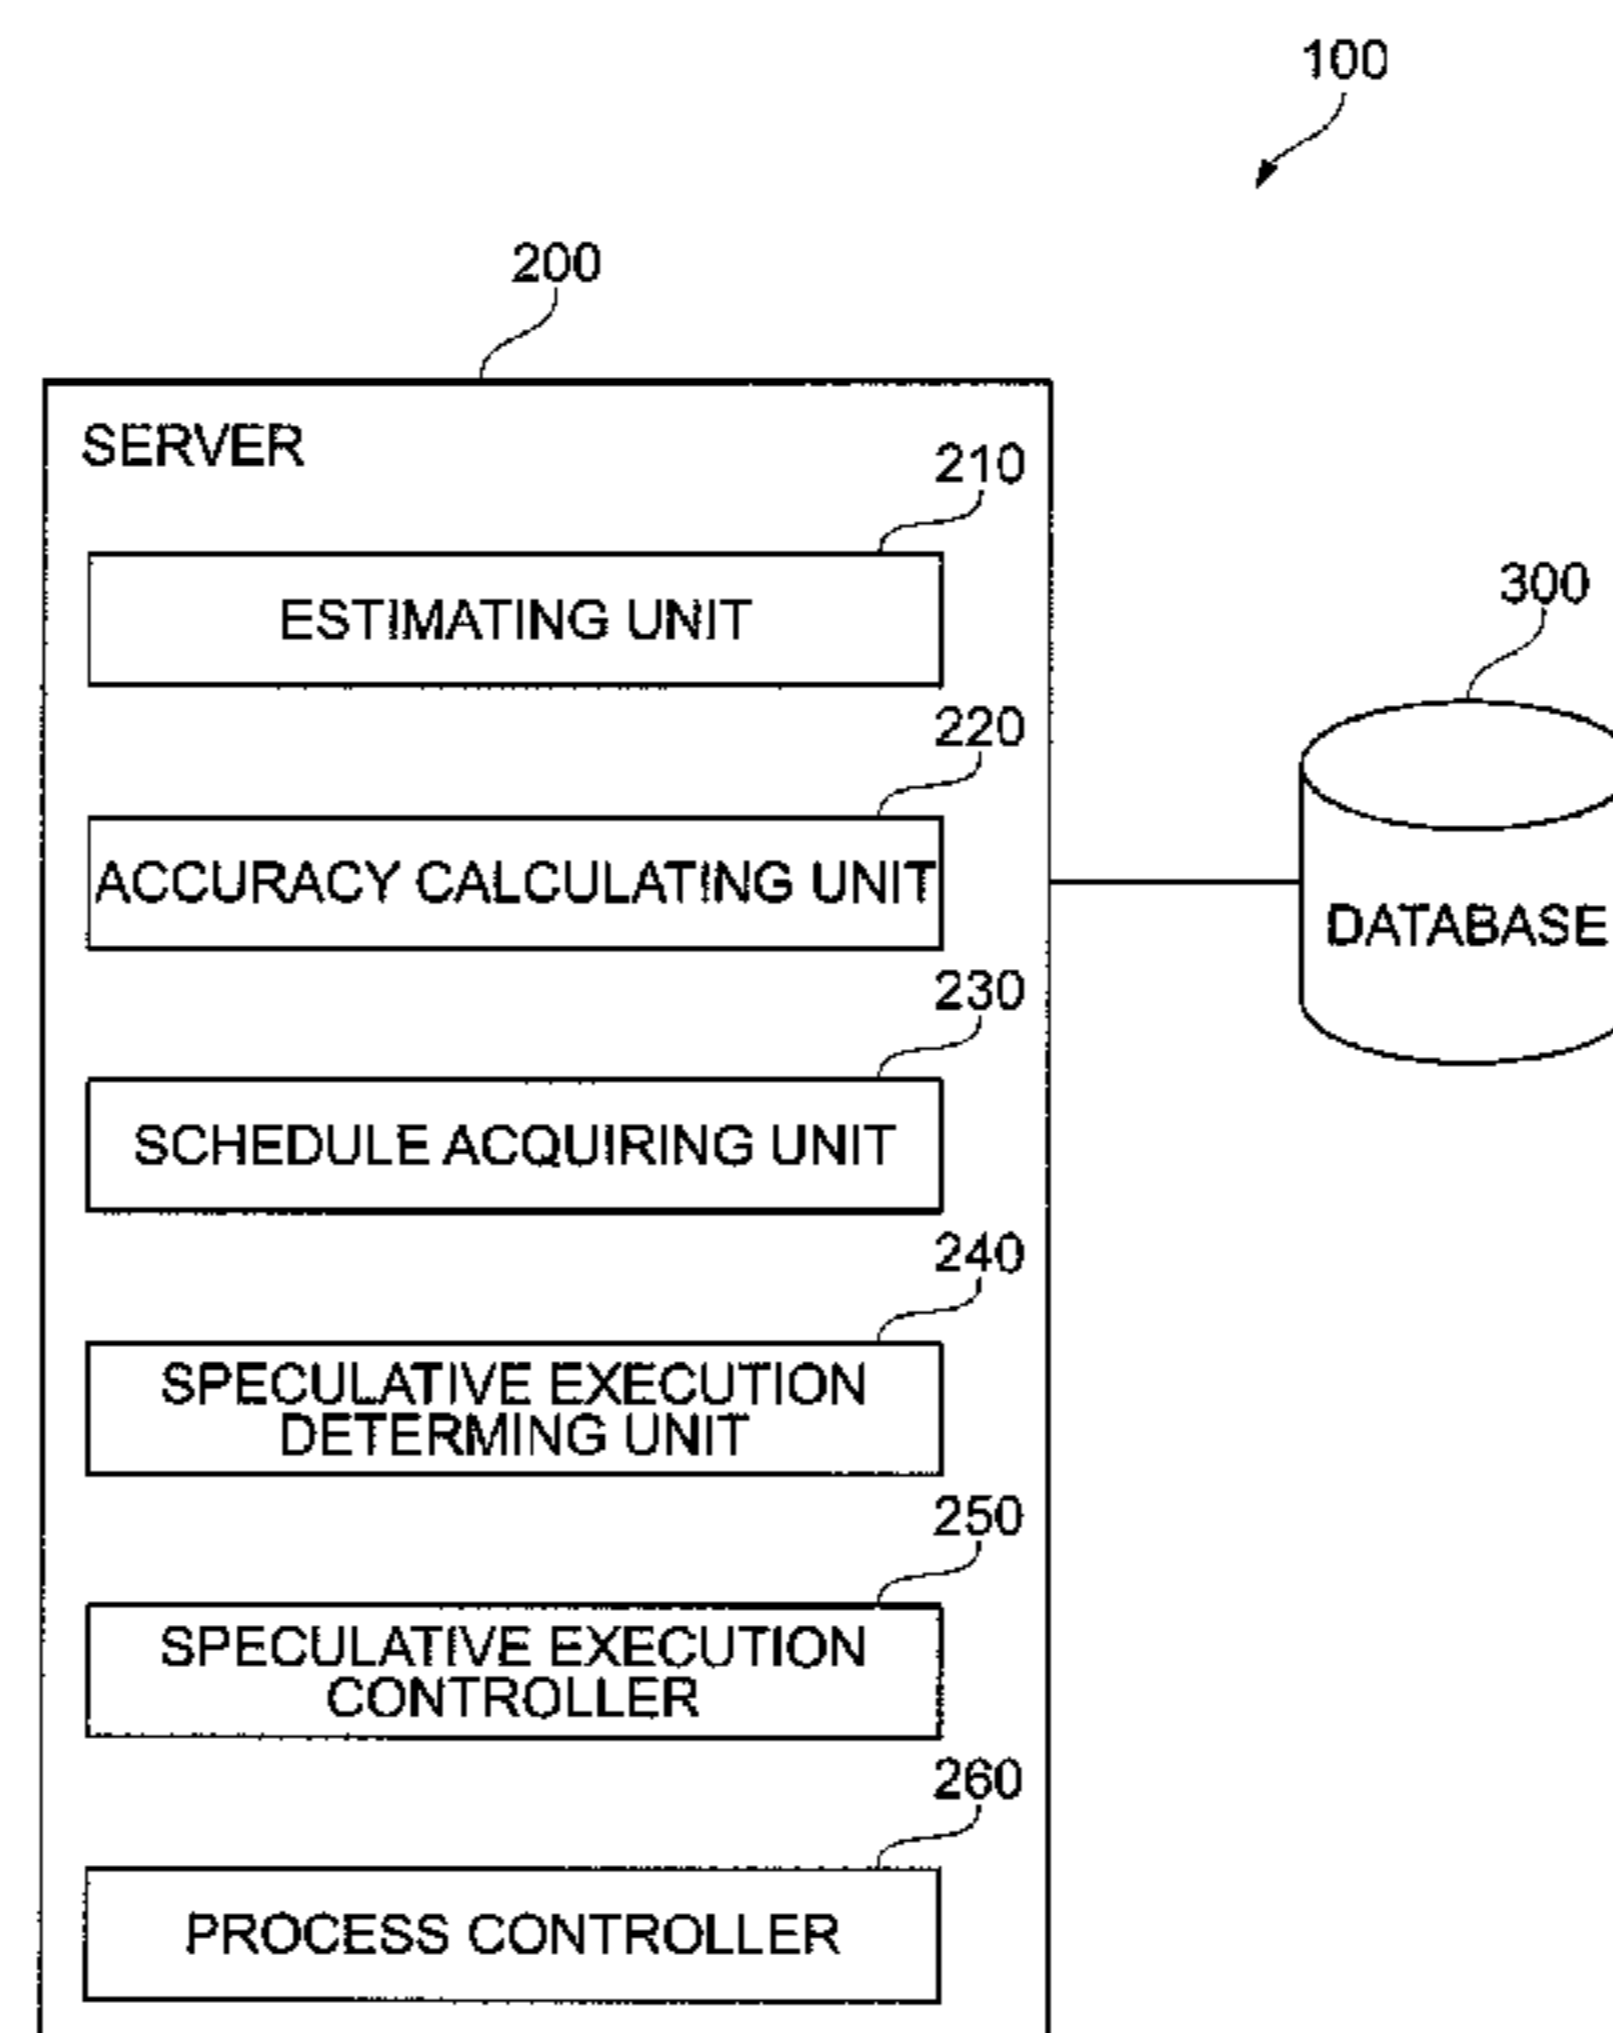 100
200
SERVER
210
ESTIMATING UNIT
300
220
ACCURACY CALCULATING UNIT
DATABASE
230
SCHEDULE ACQUIRING UNIT
240
SPECULATIVE EXECUTION
DETERMING UNIT
250
SPECULATIVE EXECUTION
CONTROLLER
260
PROCESS CONTROLLER